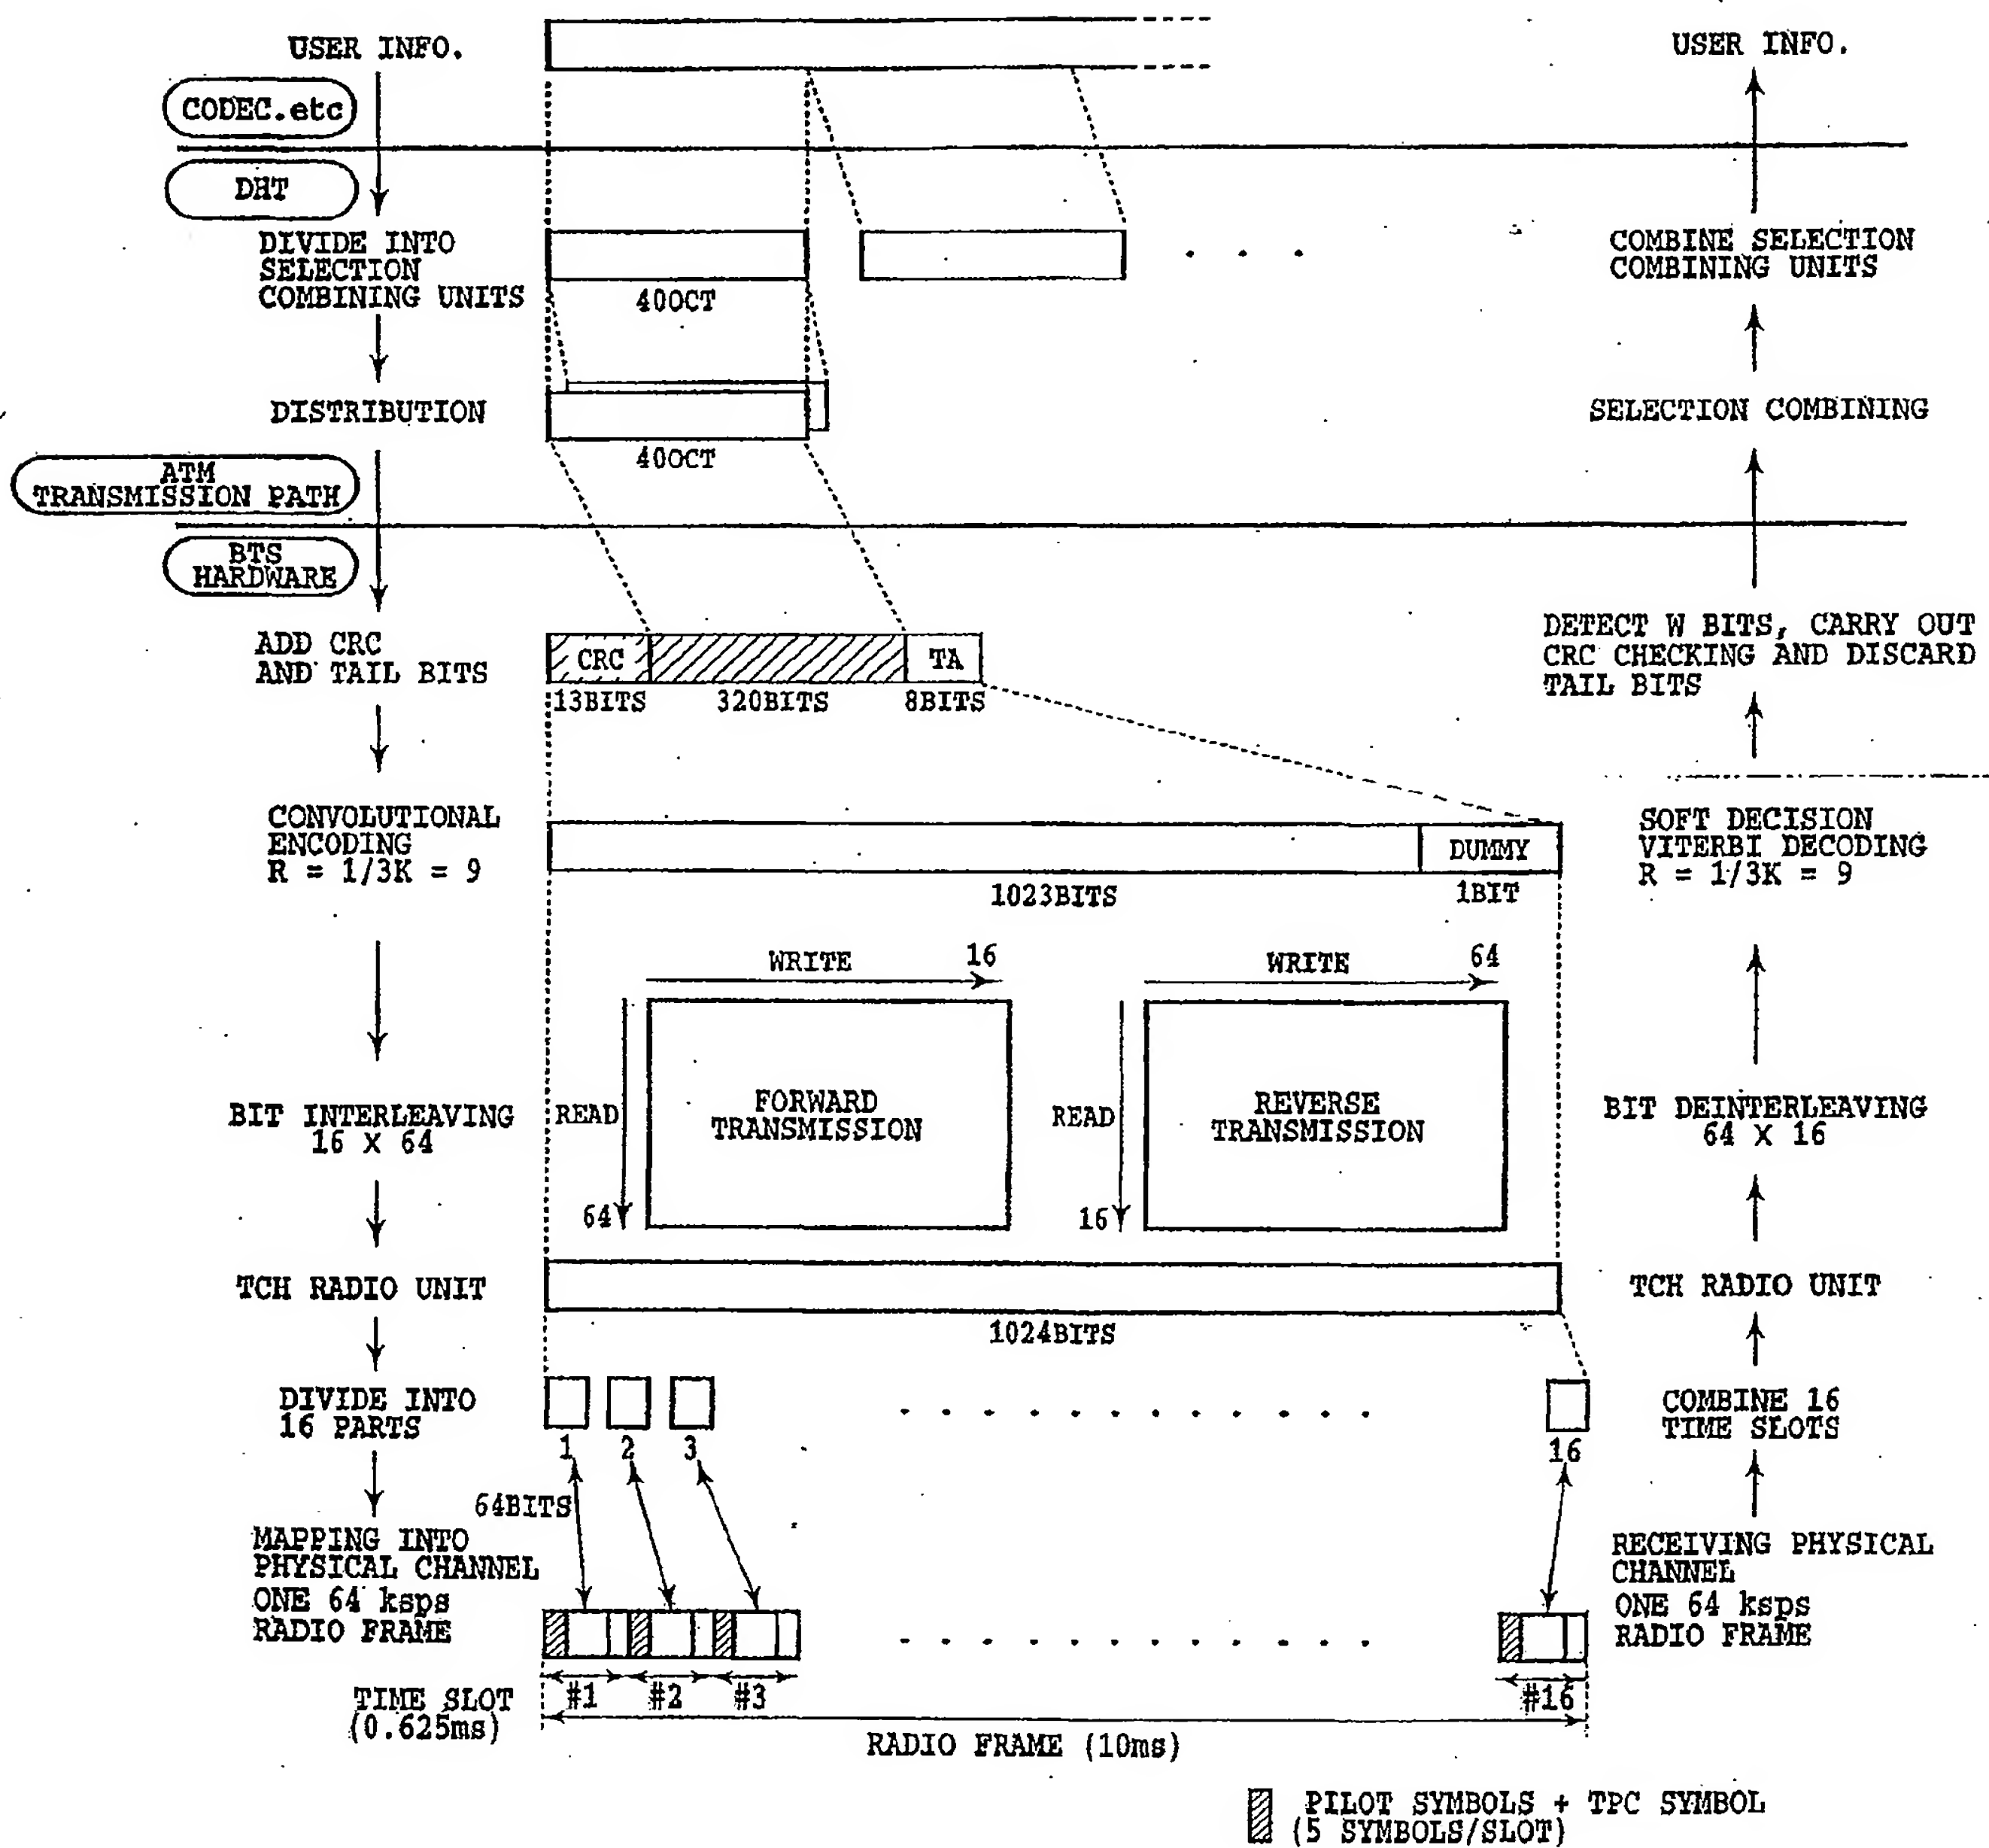 USER INFO.
USER INFO.
CODEC.etc
DHT
DIVIDE INTO
SELECTION
COMBINING UNITS
40OCT
. . .
COMBINE SELECTION
COMBINING UNITS
DISTRIBUTION
40OCT
SELECTION COMBINING
ATM
TRANSMISSION PATH
BTS
HARDWARE
ADD CRC
AND TAIL BITS
CRC
TA
13BITS
320BITS
8BITS
DETECT W BITS, CARRY OUT
CRC CHECKING AND DISCARD
TAIL BITS
CONVOLUTIONAL
ENCODING
R = 1/3K = 9
DUMMY
1023BITS
1BIT
SOFT DECISION
VITERBI DECODING
R = 1/3K = 9
WRITE
16
WRITE
64
BIT INTERLEAVING
16 X 64
READ
64
FORWARD
TRANSMISSION
READ
16
REVERSE
TRANSMISSION
BIT DEINTERLEAVING
64 X 16
TCH RADIO UNIT
1024BITS
TCH RADIO UNIT
DIVIDE INTO
16 PARTS
1
2
3
16
COMBINE 16
TIME SLOTS
64BITS
MAPPING INTO
PHYSICAL CHANNEL
ONE 64 ksps
RADIO FRAME
RECEIVING PHYSICAL
CHANNEL
ONE 64 ksps
RADIO FRAME
TIME SLOT
(0.625ms)
#1
#2
#3
#16
RADIO FRAME (10ms)
PILOT SYMBOLS + TPC SYMBOL
(5 SYMBOLS/SLOT)